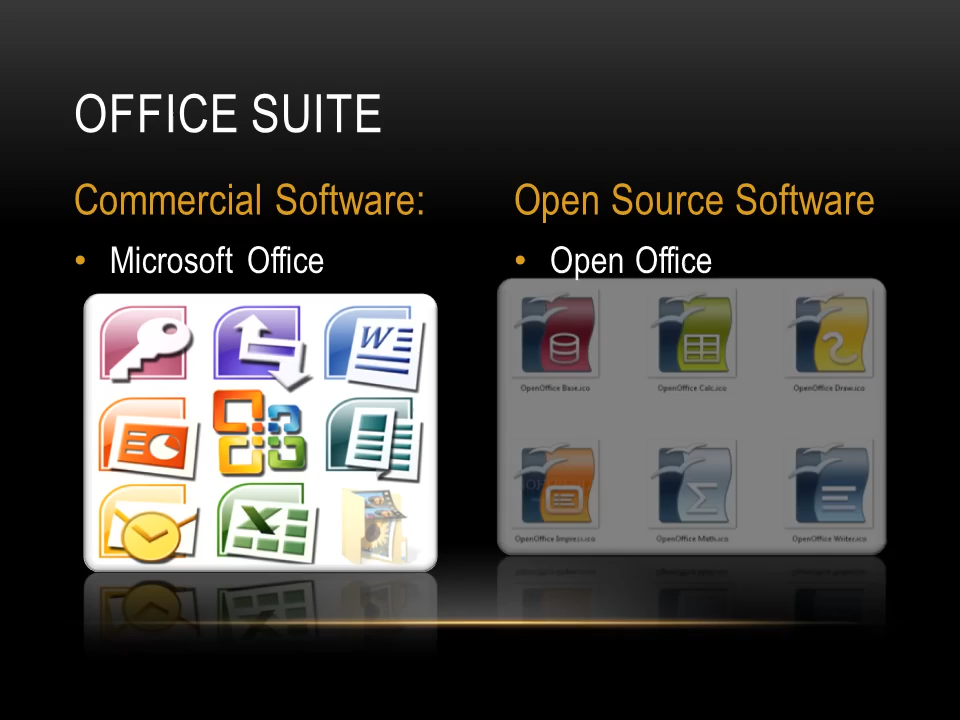 OFFICE SUITE
Commercial Software:
• Microsoft Office
Open Source Software
• Open Office
W
OpenOffice Base.ico
OpenOffice Calc.ico
OpenOffice Draw.ico
OpenOffice Impress.ico
OpenOffice Math.ico
OpenOffice Writer.ico